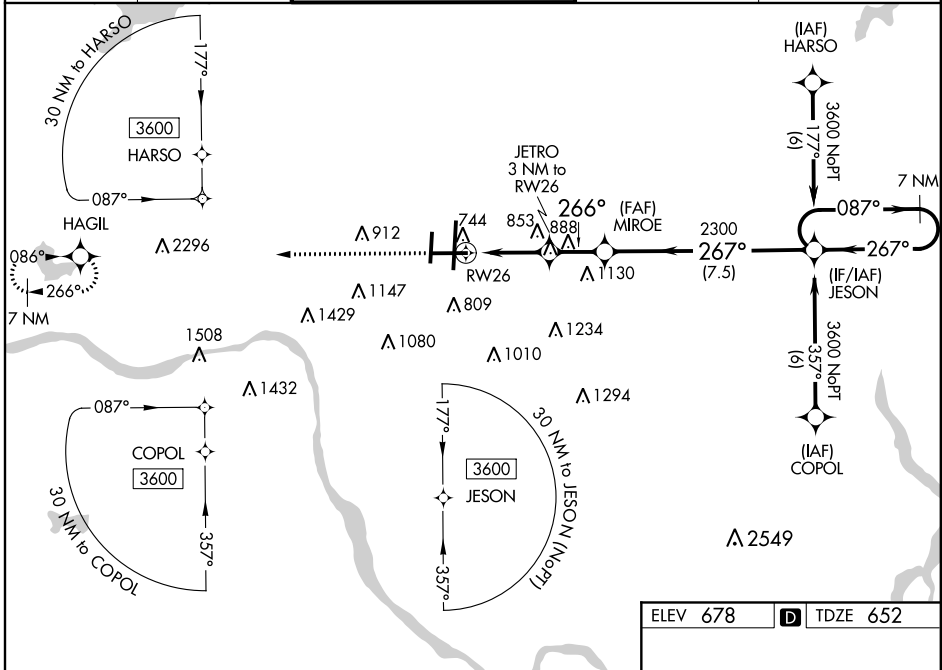 30 NM to HARSO
177°
3600
HARSO
087°
HAGIL
086°
266°
7 NM
2296
912
744
RW26
JETRO
3 NM to
RW26
853
888
266°
(FAF)
MIROE
1130
2300
267°
(7.5)
(IAF)
HARSO
3600 NoPT
177°
(6)
7 NM
087°
267°
(IF/IAF)
JESON
3600 NoPT
357°
(6)
(IAF)
COPOL
1147
809
1429
1080
1010
1234
1508
1432
1294
087°
COPOL
3600
357°
30 NM to COPOL
177°
3600
JESON
357°
30 NM to JESON (NoPT)
2549
ELEV 678 D TDZE 652